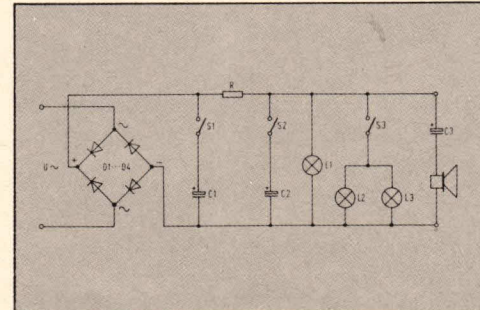 R
S1
S2
S3
C3
U~
+
~
D1...D4
−
~
L1
+
C1
+
C2
L2
L3
+